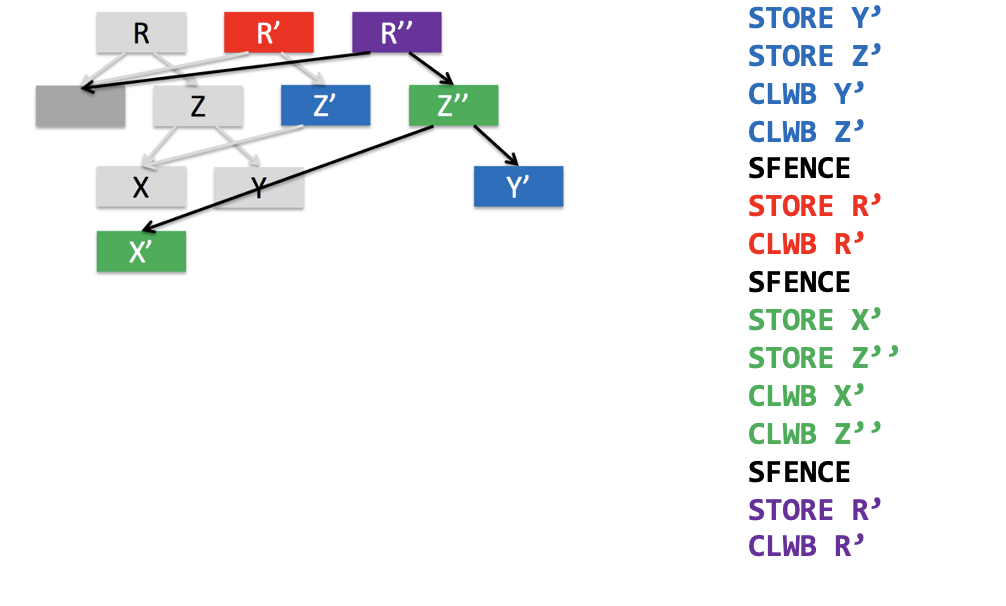 R R’ R’’
Z Z’ Z’’
X Y Y’
X’
STORE Y’
STORE Z’
CLWB Y’
CLWB Z’
SFENCE
STORE R’
CLWB R’
SFENCE
STORE X’
STORE Z’’
CLWB X’
CLWB Z’’
SFENCE
STORE R’
CLWB R’